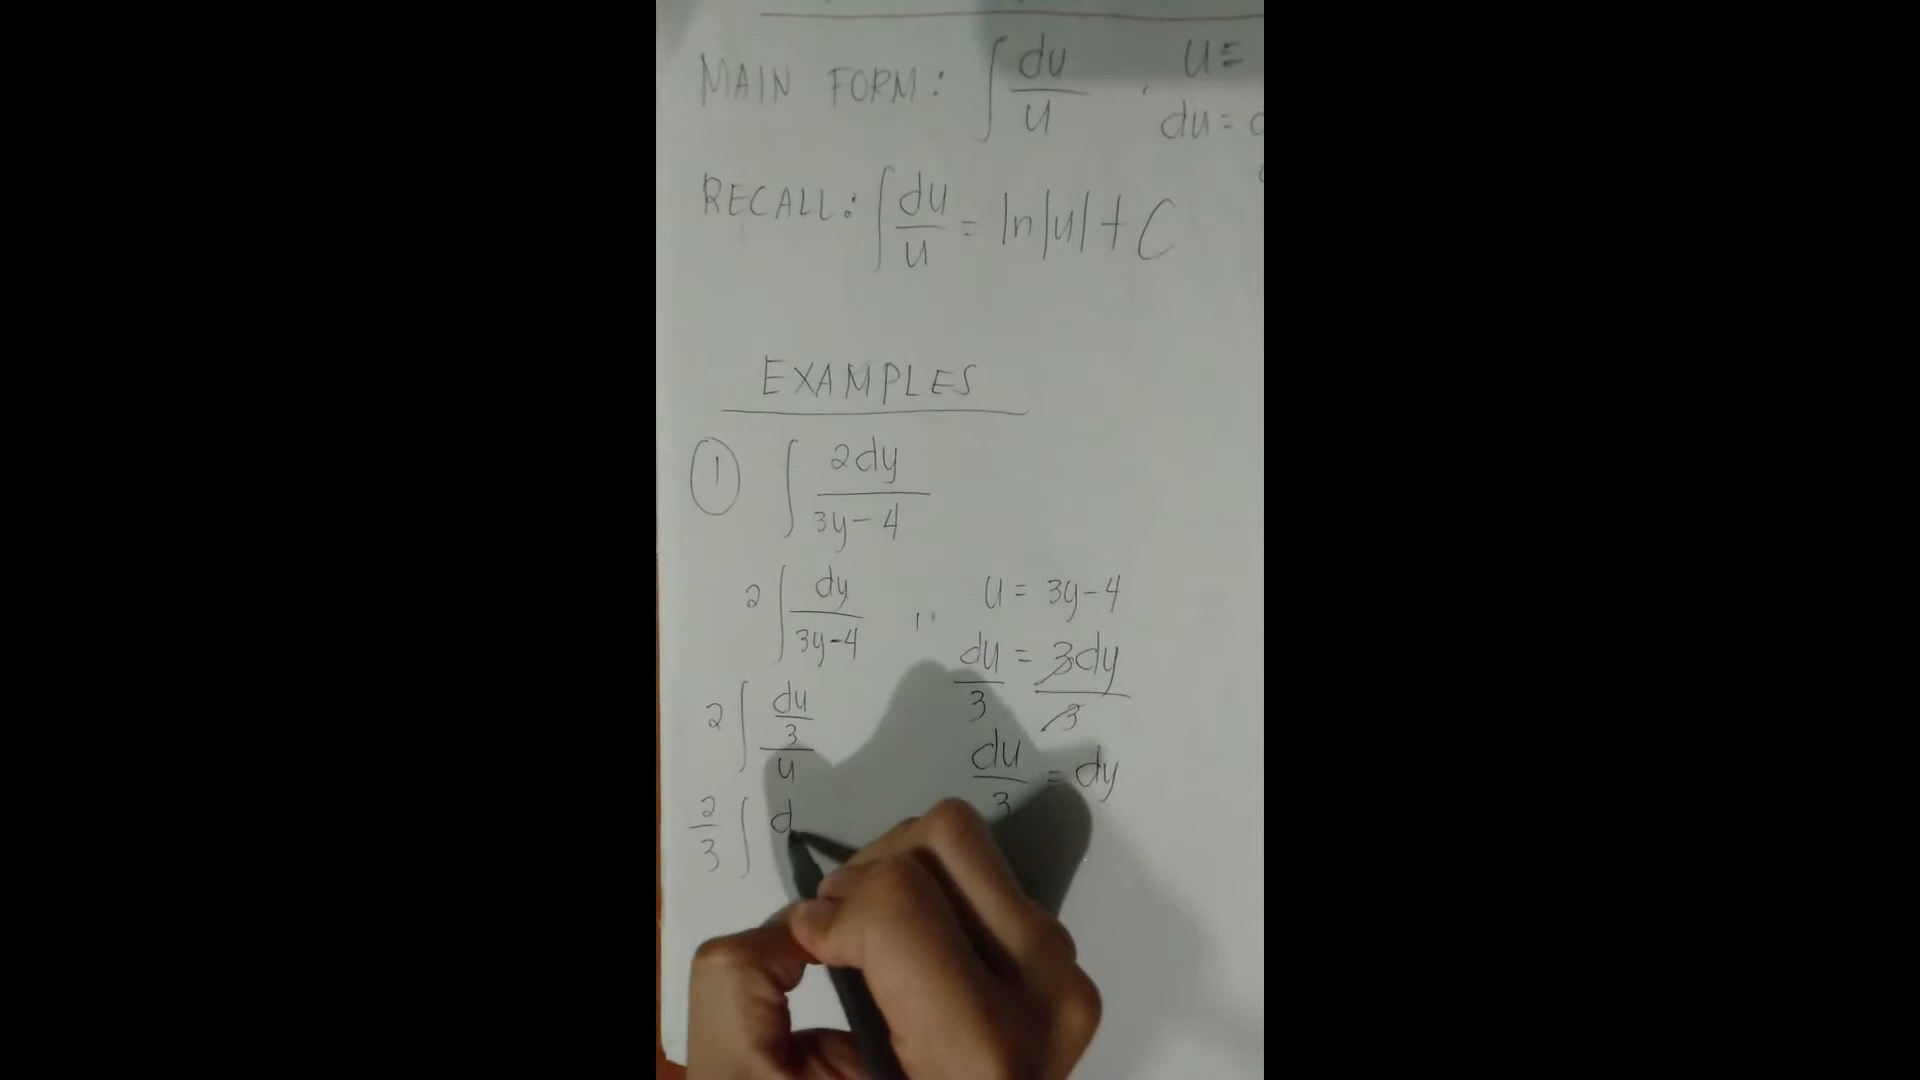 MAIN FORM: ∫ du/u , u =
du =
RECALL: ∫ du/u = ln|u| + C
EXAMPLES
① ∫ 2dy/(3y-4)
2 ∫ dy/(3y-4) ,, u = 3y-4
du/3 = 3dy/3
2 ∫ (du/3)/u
du/3 = dy
2/3 ∫ d